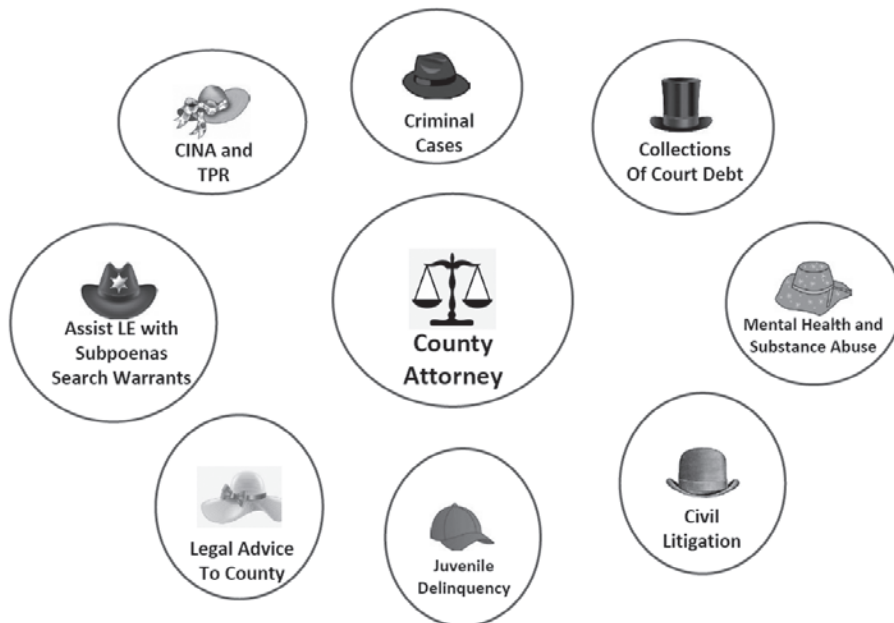 CINA and
TPR
Criminal
Cases
Collections
Of Court Debt
Assist LE with
Subpoenas
Search Warrants
County
Attorney
Mental Health and
Substance Abuse
Legal Advice
To County
Juvenile
Delinquency
Civil
Litigation